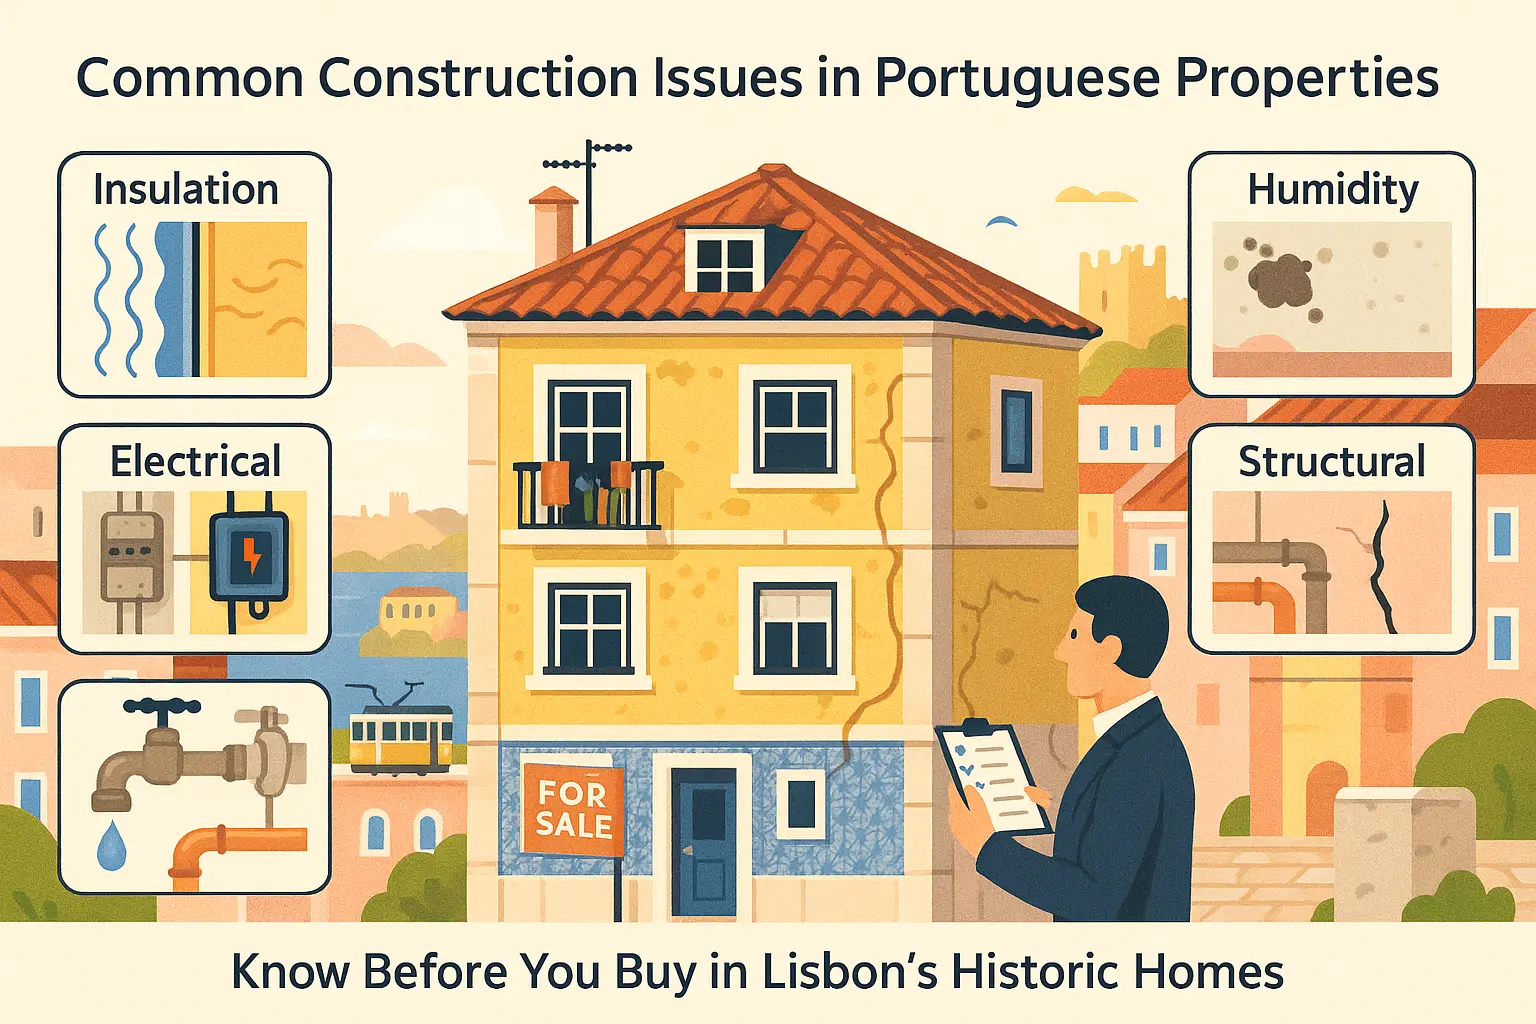 Common Construction Issues in Portuguese Properties
Insulation
Humidity
Electrical
Structural
FOR
SALE
Know Before You Buy in Lisbon’s Historic Homes